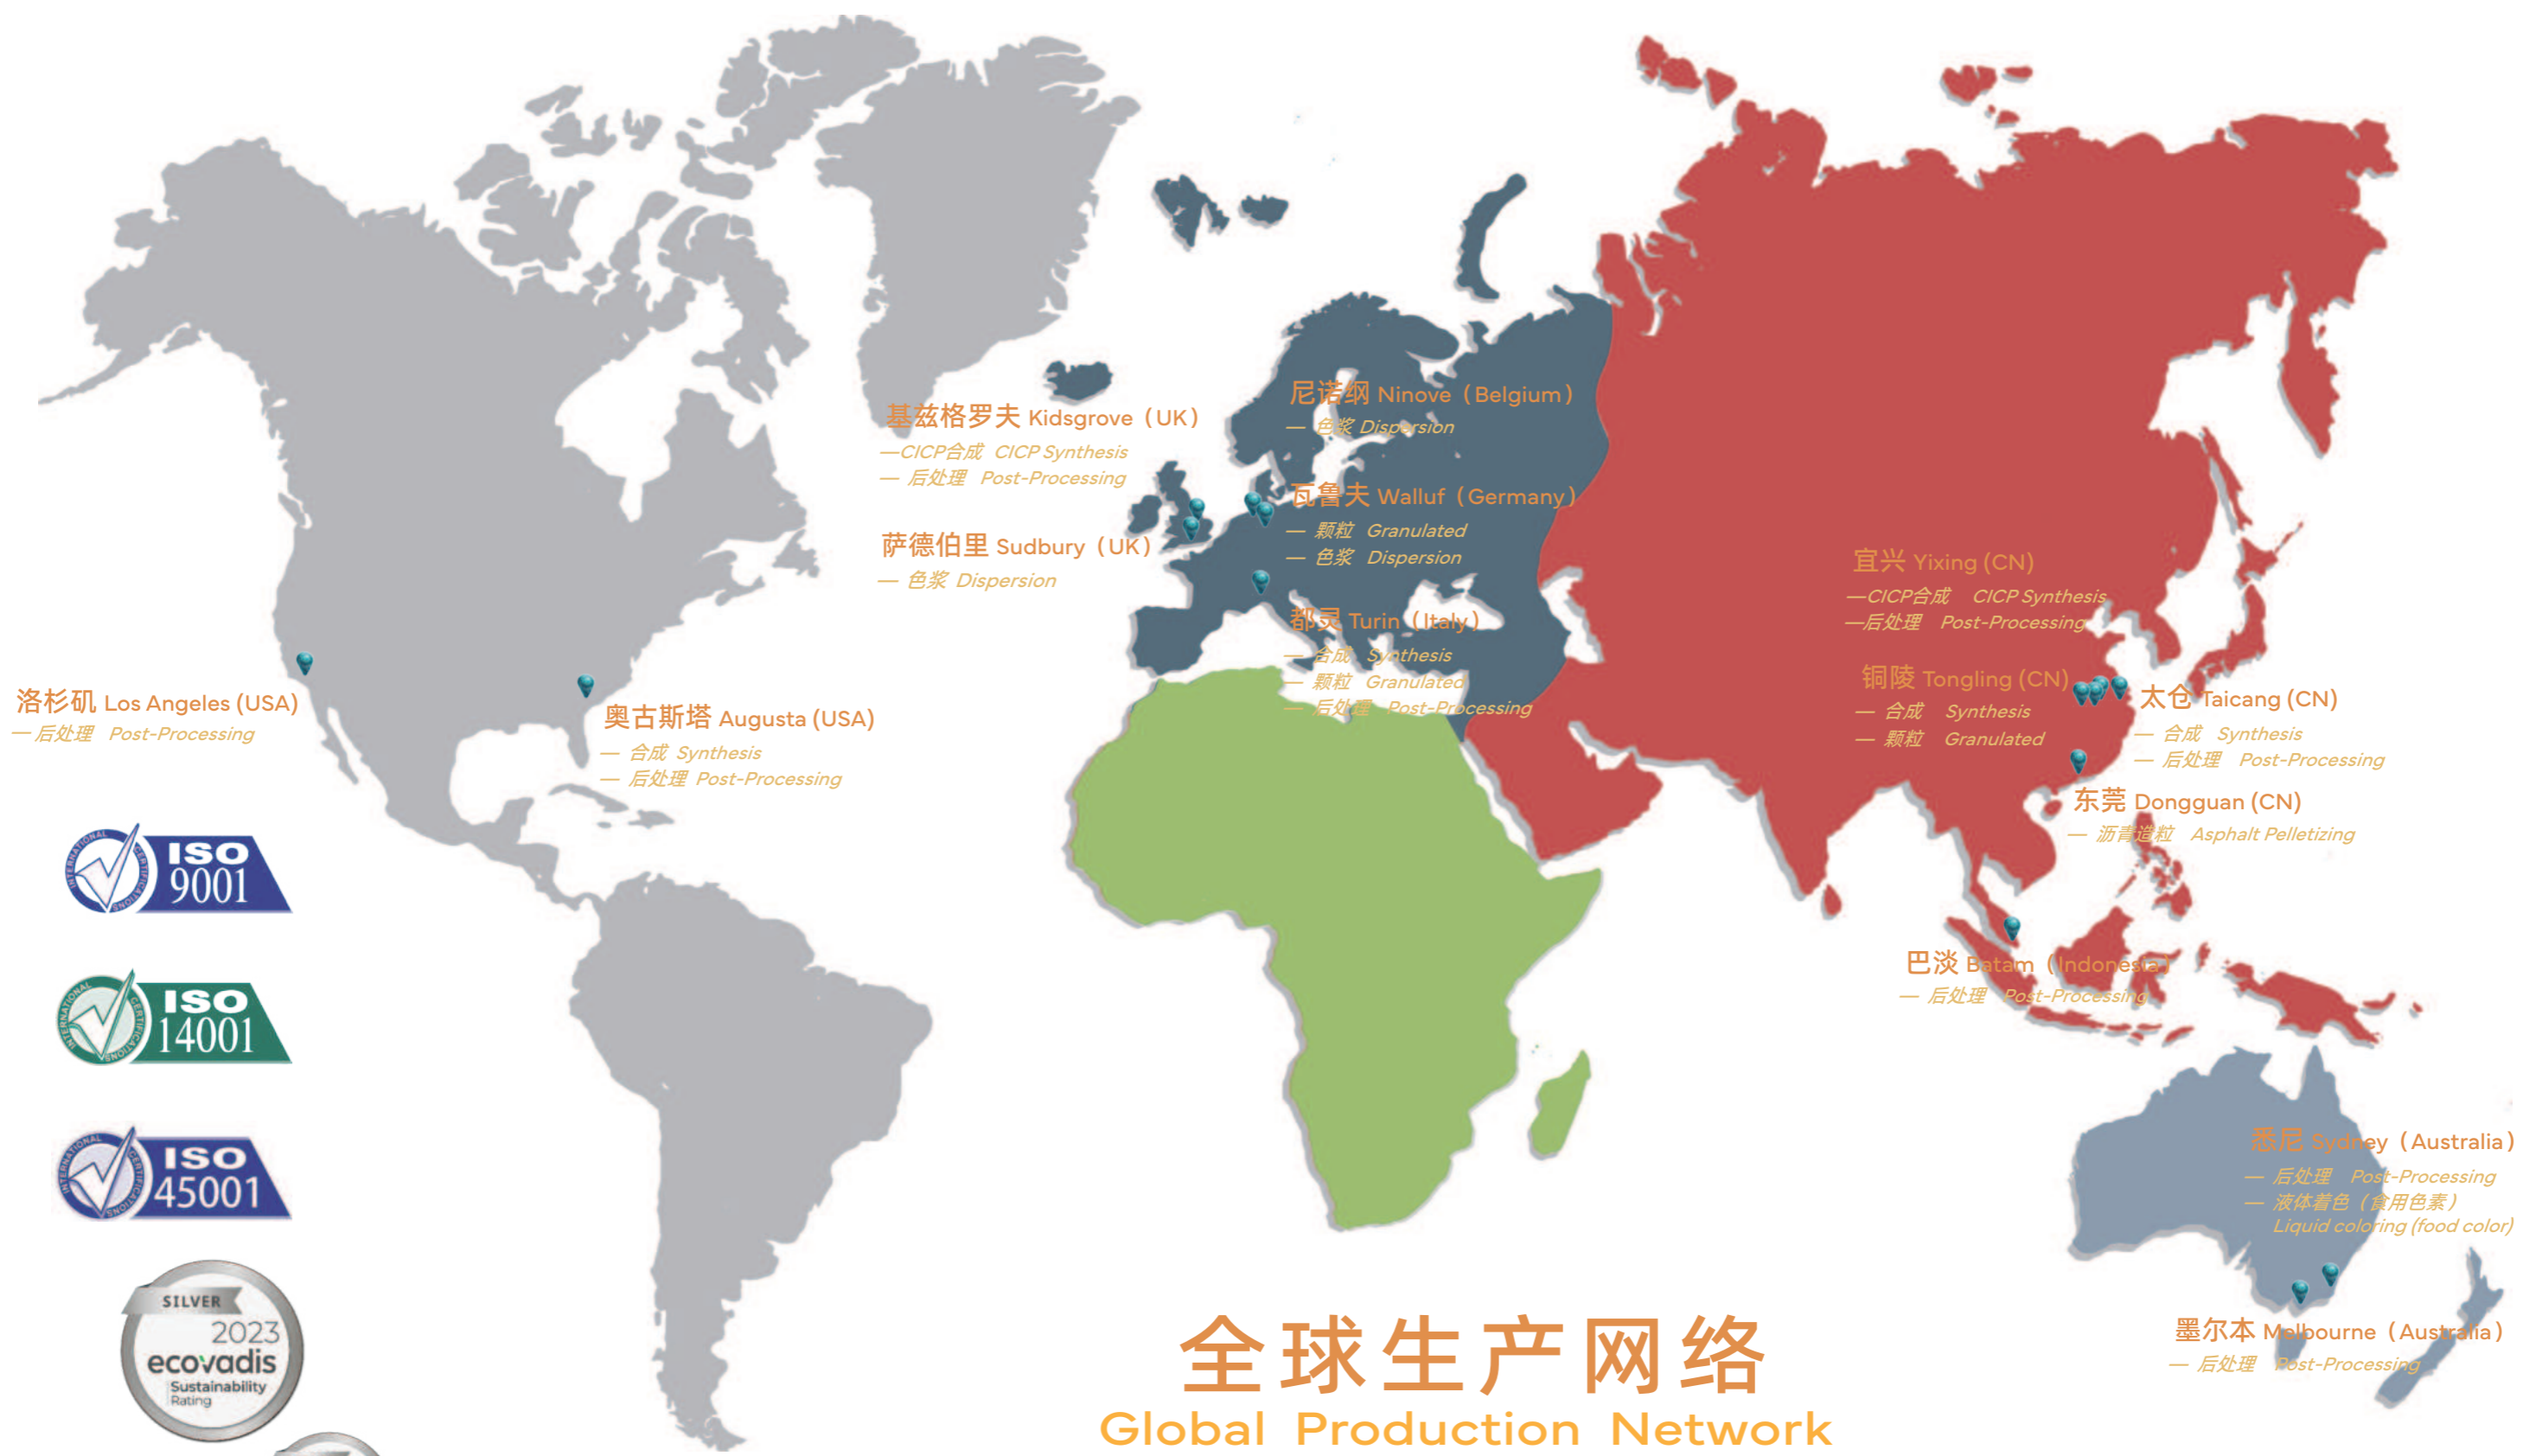 尼诺纲 Ninove (Belgium)
— 色浆 Dispersion
基兹格罗夫 Kidsgrove (UK)
—CICP合成 CICP Synthesis
— 后处理 Post-Processing
瓦鲁夫 Walluf (Germany)
— 颗粒 Granulated
— 色浆 Dispersion
萨德伯里 Sudbury (UK)
— 色浆 Dispersion
都灵 Turin (Italy)
— 合成 Synthesis
— 颗粒 Granulated
— 后处理 Post-Processing
宜兴 Yixing (CN)
—CICP合成 CICP Synthesis
—后处理 Post-Processing
铜陵 Tongling (CN)
— 合成 Synthesis
— 颗粒 Granulated
太仓 Taicang (CN)
— 合成 Synthesis
— 后处理 Post-Processing
东莞 Dongguan (CN)
— 沥青造粒 Asphalt Pelletizing
洛杉矶 Los Angeles (USA)
— 后处理 Post-Processing
奥古斯塔 Augusta (USA)
— 合成 Synthesis
— 后处理 Post-Processing
巴淡 Batam (Indonesia)
— 后处理 Post-Processing
悉尼 Sydney (Australia)
— 后处理 Post-Processing
— 液体着色（食用色素）
Liquid coloring (food color)
墨尔本 Melbourne (Australia)
— 后处理 Post-Processing
INTERNATIONAL CERTIFICATIONS
ISO
9001
INTERNATIONAL CERTIFICATIONS
ISO
14001
INTERNATIONAL CERTIFICATIONS
ISO
45001
SILVER
2023
ecovadis
Sustainability
Rating
全球生产网络
Global Production Network